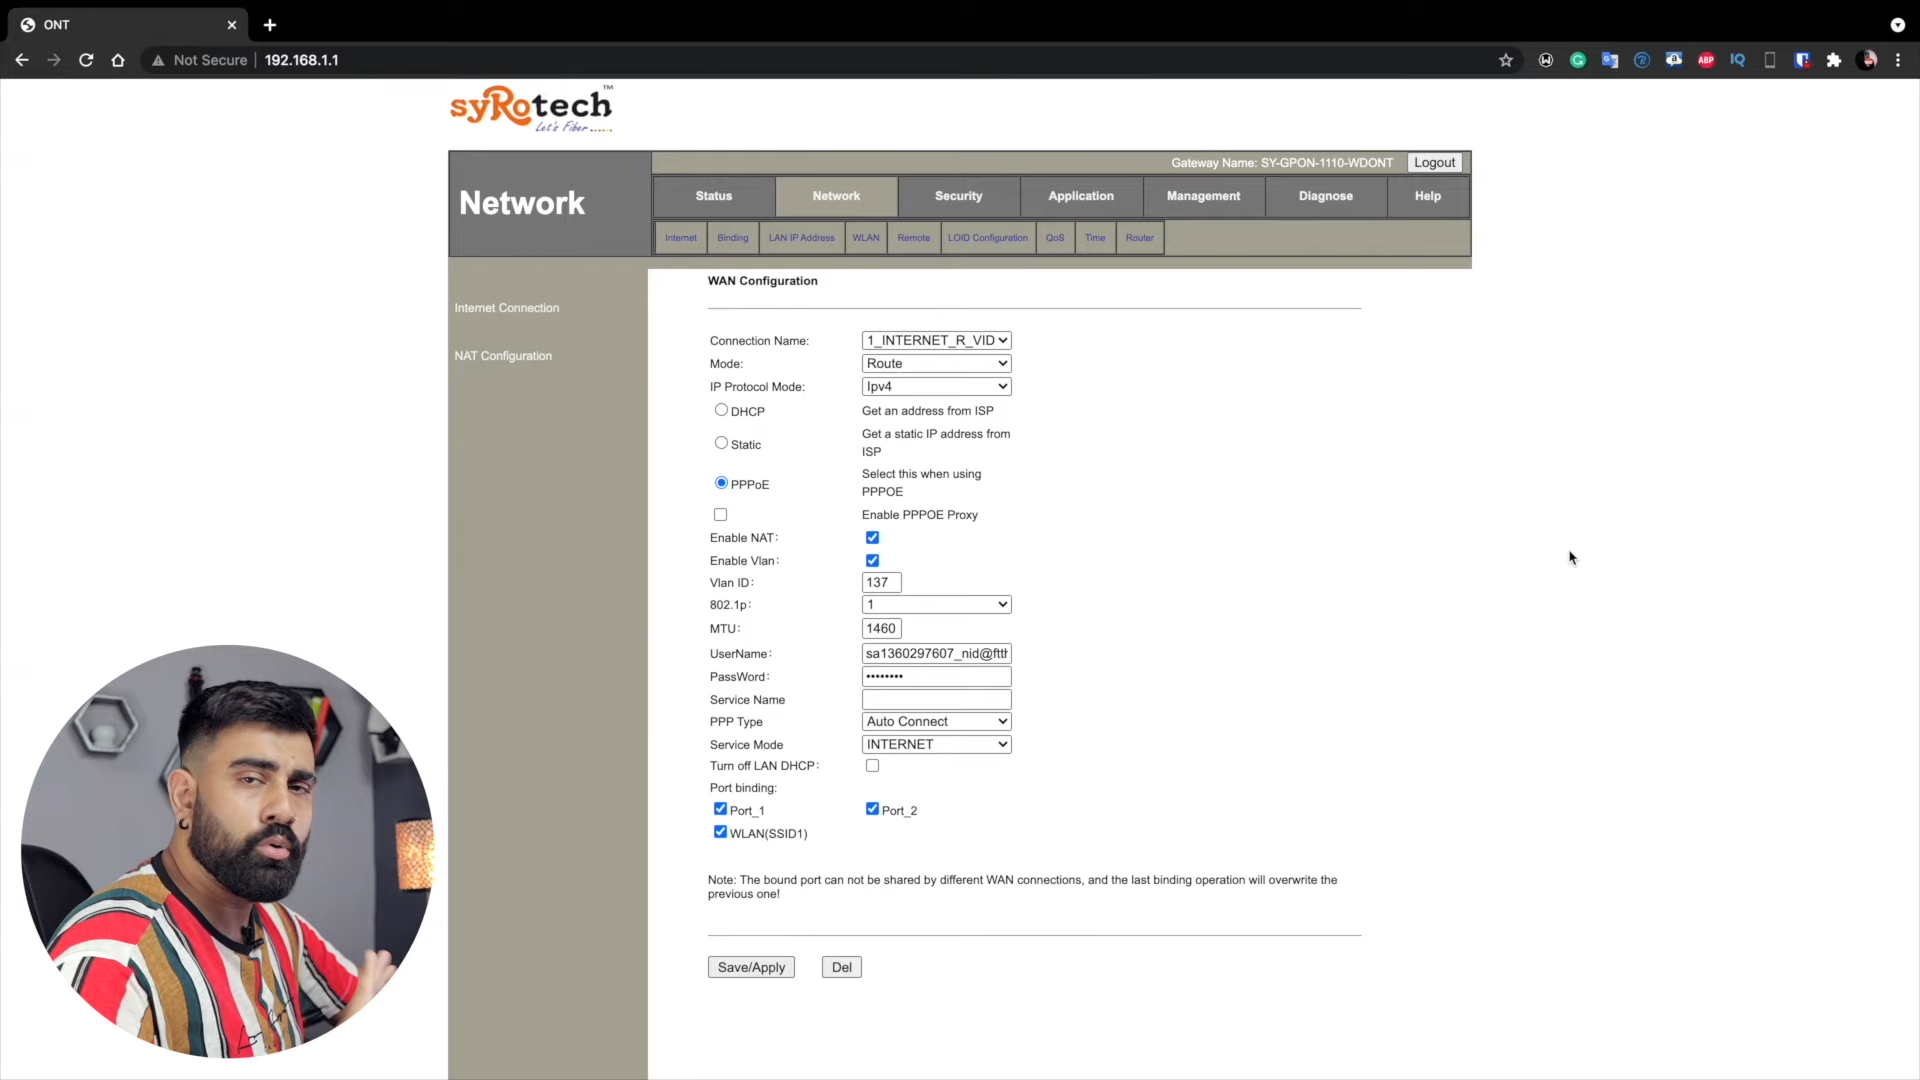 ONT
Not Secure
192.168.1.1
ABP
IQ
syRotech™
Let's Fiber......
Network
Gateway Name: SY-GPON-1110-WDONT
Logout
Status
Network
Security
Application
Management
Diagnose
Help
Internet
Binding
LAN IP Address
WLAN
Remote
LOID Configuration
QoS
Time
Router
Internet Connection
NAT Configuration
WAN Configuration
Connection Name: 1_INTERNET_R_VID
Mode: Route
IP Protocol Mode: Ipv4
DHCP Get an address from ISP
Static Get a static IP address from
ISP
PPPoE Select this when using
PPPOE
Enable PPPOE Proxy
Enable NAT:
Enable Vlan:
Vlan ID: 137
802.1p: 1
MTU: 1460
UserName: sa1360297607_nid@ftth
PassWord: ••••••••
Service Name
PPP Type Auto Connect
Service Mode INTERNET
Turn off LAN DHCP:
Port binding:
Port_1 Port_2
WLAN(SSID1)
Note: The bound port can not be shared by different WAN connections, and the last binding operation will overwrite the
previous one!
Save/Apply Del